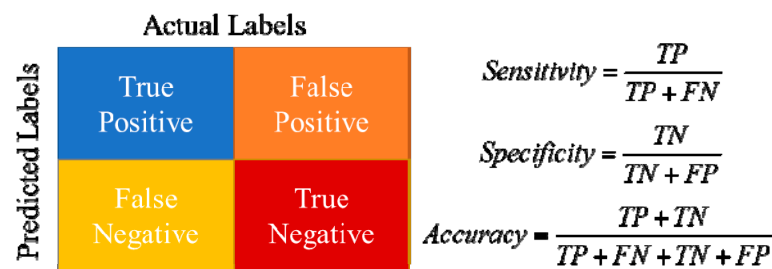 Actual Labels
Predicted Labels
True
Positive
False
Positive
False
Negative
True
Negative
Sensitivity = TP / TP + FN
Specificity = TN / TN + FP
Accuracy = TP + TN / TP + FN + TN + FP